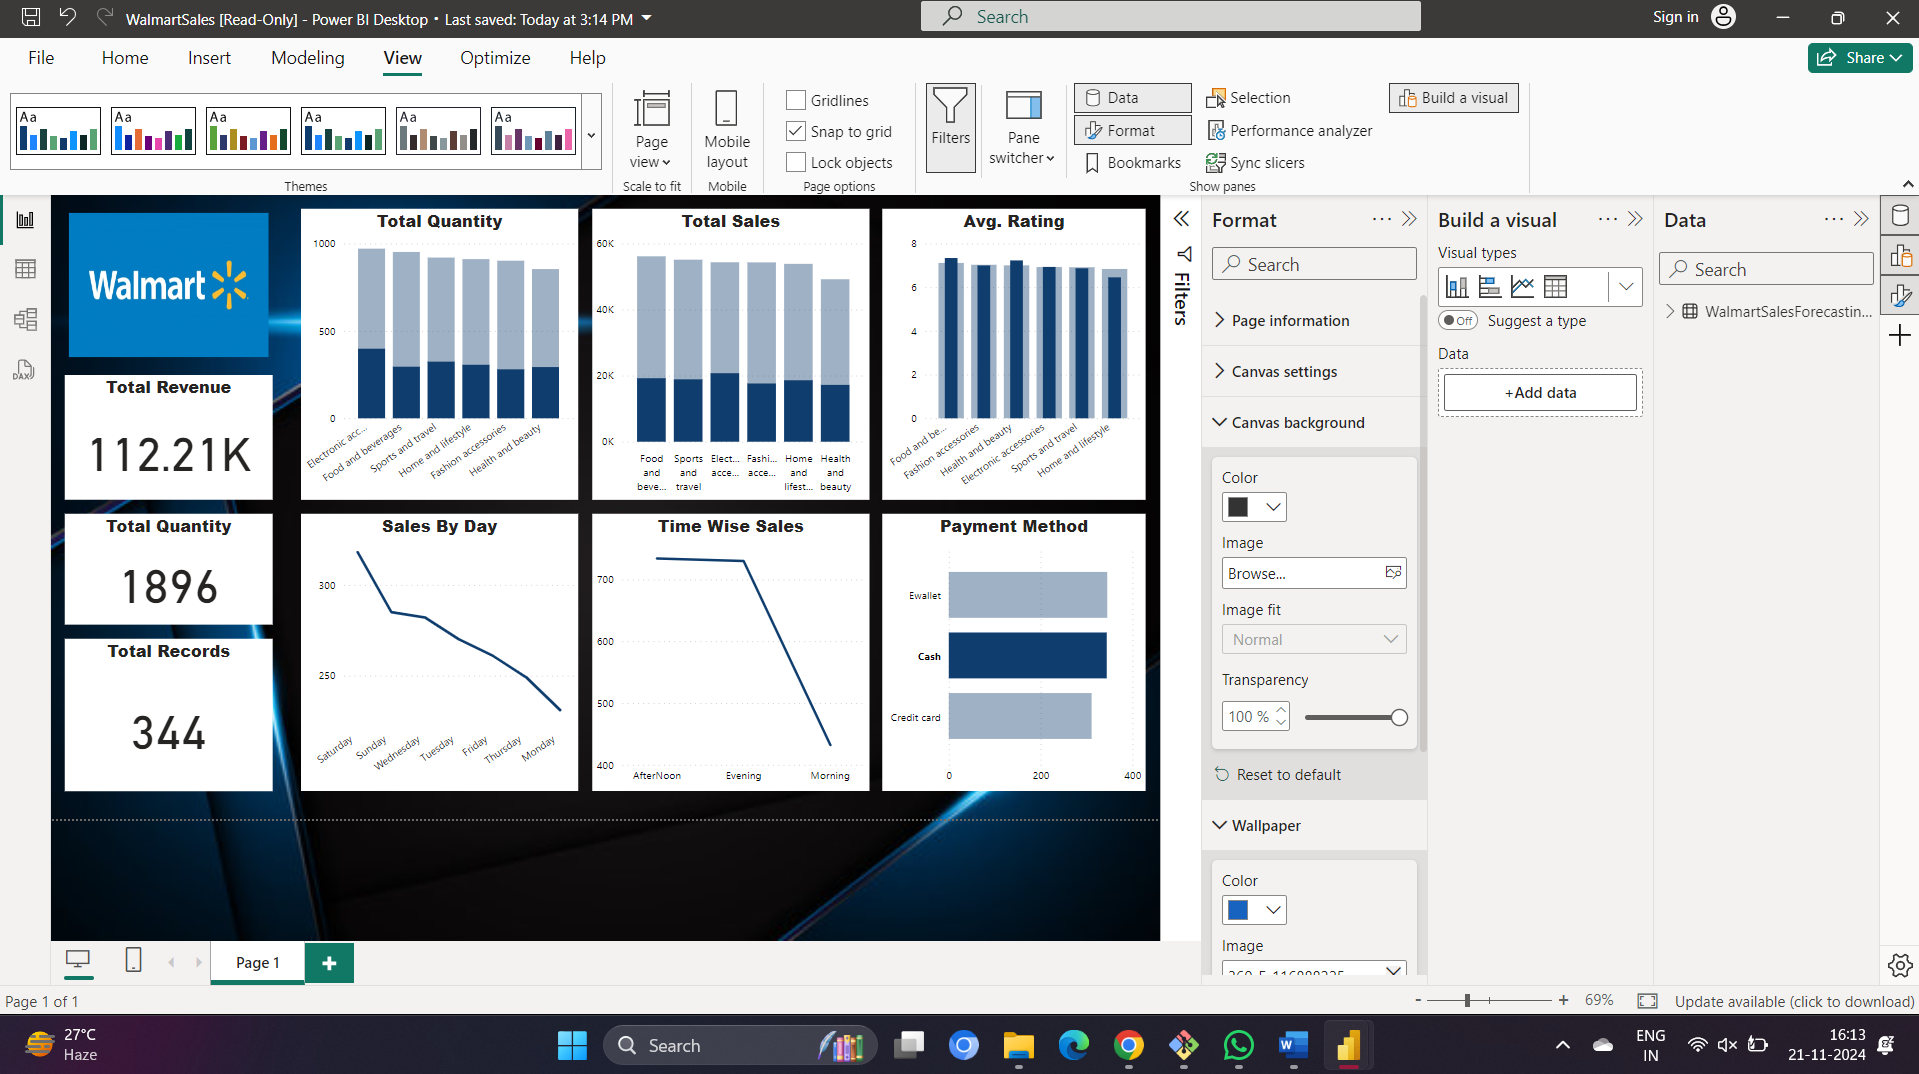 WalmartSales [Read-Only] - Power BI Desktop • Last saved: Today at 3:14 PM
Search
Sign in
File Home Insert Modeling View Optimize Help
Share
Aa Aa Aa Aa Aa Aa
Themes
Page view
Scale to fit
Mobile layout
Mobile
Gridlines
Snap to grid
Lock objects
Page options
Filters
Pane switcher
Data
Format
Bookmarks
Selection
Performance analyzer
Sync slicers
Build a visual
Show panes
DAX
Walmart
Total Revenue
112.21K
Total Quantity
1896
Total Records
344
Total Quantity
1000
500
0
Electronic acc...
Food and beverages
Sports and travel
Home and lifestyle
Fashion accessories
Health and beauty
Total Sales
60K
40K
20K
0K
Food and beve...
Sports and travel
Elect... acce...
Fashi... acce...
Home and lifest...
Health and beauty
Avg. Rating
8
6
4
2
0
Food and be...
Fashion accessories
Health and beauty
Electronic accessories
Sports and travel
Home and lifestyle
Sales By Day
300
250
Saturday
Sunday
Wednesday
Tuesday
Friday
Thursday
Monday
Time Wise Sales
700
600
500
400
AfterNoon Evening Morning
Payment Method
Ewallet
Cash
Credit card
0 200 400
Filters
Format
Search
Page information
Canvas settings
Canvas background
Color
Image
Browse...
Image fit
Normal
Transparency
100 %
Reset to default
Wallpaper
Color
Image
Build a visual
Visual types
Off Suggest a type
Data
+Add data
Data
Search
WalmartSalesForecastin...
Page 1
Page 1 of 1
- + 69%
Update available (click to download)
27°C
Haze
Search
ENG
IN
16:13
21-11-2024